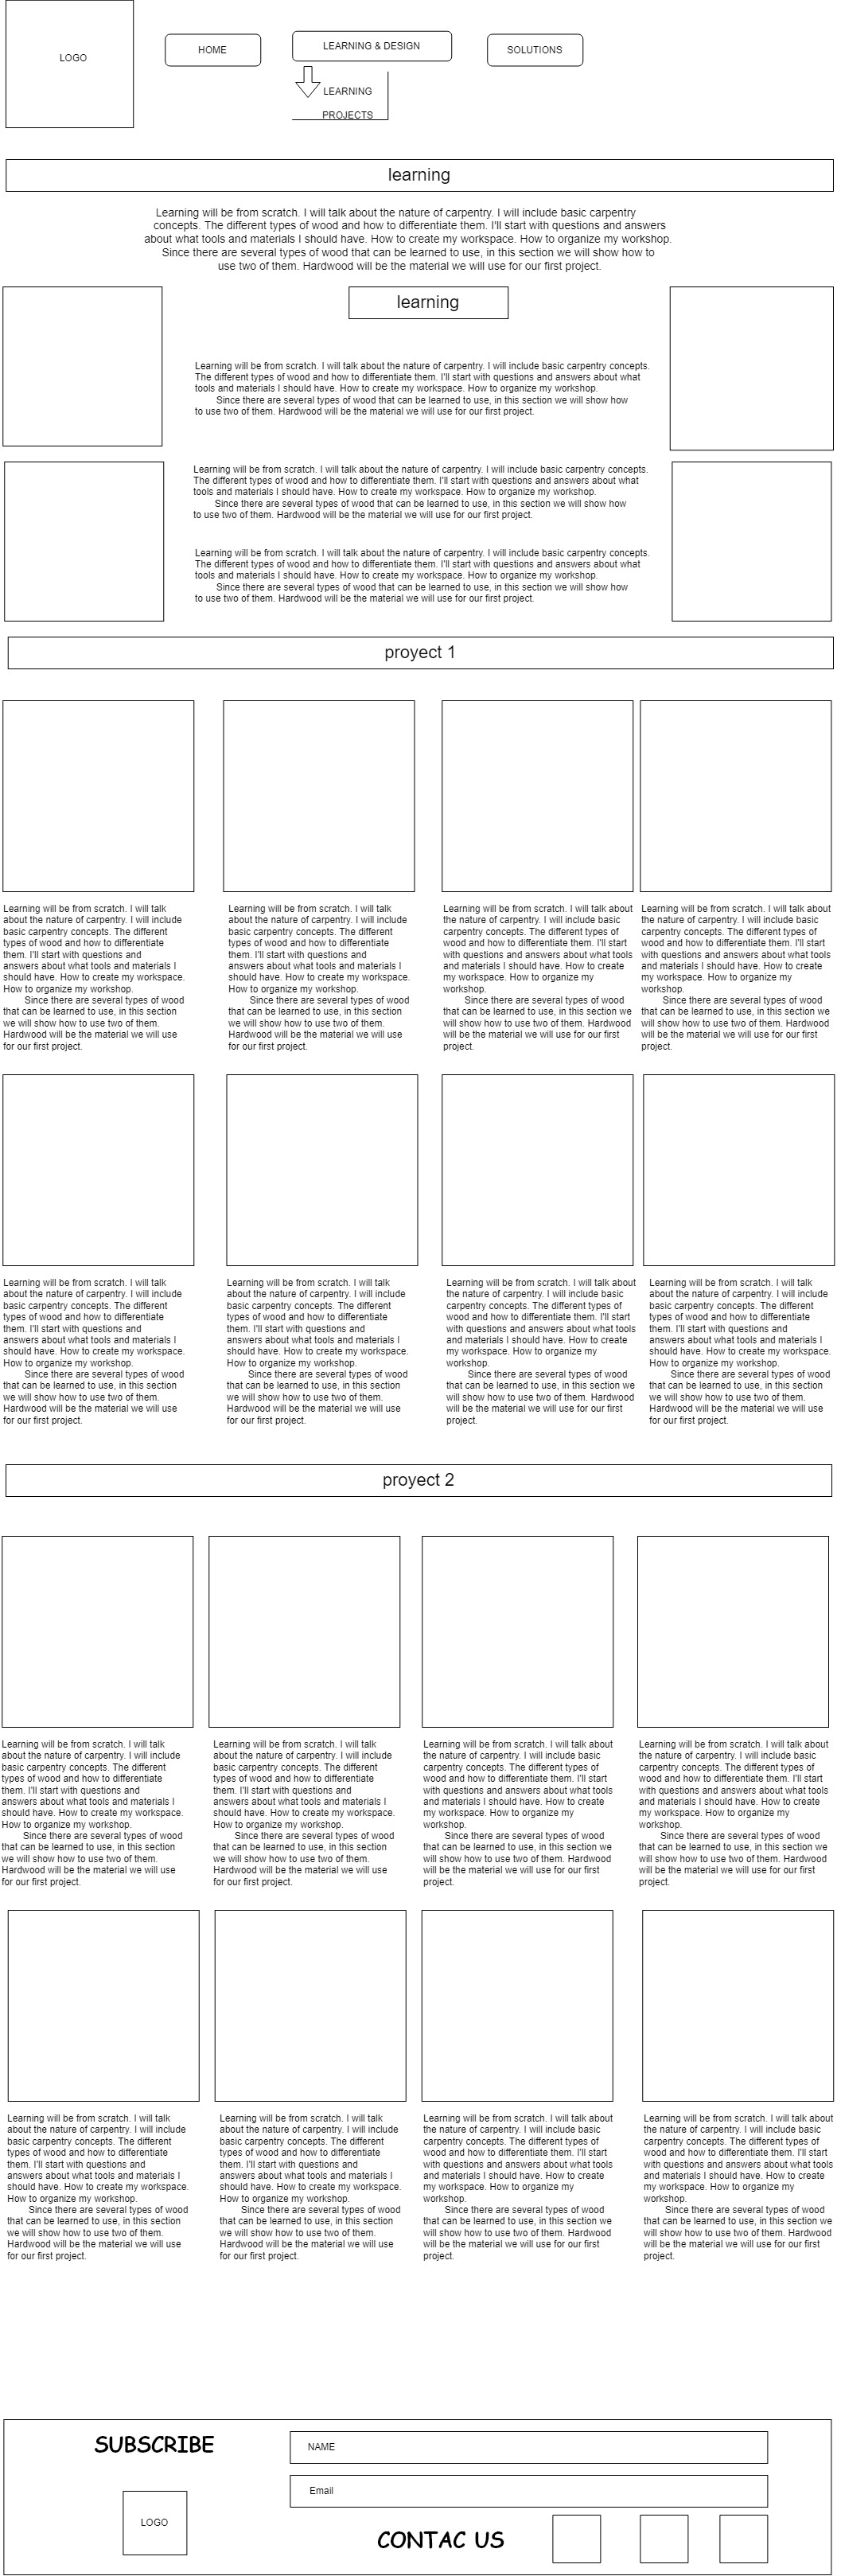 LOGO
HOME
LEARNING & DESIGN
SOLUTIONS
LEARNING
PROJECTS
learning
Learning will be from scratch. I will talk about the nature of carpentry. I will include basic carpentry
concepts. The different types of wood and how to differentiate them. I'll start with questions and answers
about what tools and materials I should have. How to create my workspace. How to organize my workshop.
Since there are several types of wood that can be learned to use, in this section we will show how to
use two of them. Hardwood will be the material we will use for our first project.
learning
Learning will be from scratch. I will talk about the nature of carpentry. I will include basic carpentry concepts.
The different types of wood and how to differentiate them. I'll start with questions and answers about what
tools and materials I should have. How to create my workspace. How to organize my workshop.
Since there are several types of wood that can be learned to use, in this section we will show how
to use two of them. Hardwood will be the material we will use for our first project.
Learning will be from scratch. I will talk about the nature of carpentry. I will include basic carpentry concepts.
The different types of wood and how to differentiate them. I'll start with questions and answers about what
tools and materials I should have. How to create my workspace. How to organize my workshop.
Since there are several types of wood that can be learned to use, in this section we will show how
to use two of them. Hardwood will be the material we will use for our first project.
Learning will be from scratch. I will talk about the nature of carpentry. I will include basic carpentry concepts.
The different types of wood and how to differentiate them. I'll start with questions and answers about what
tools and materials I should have. How to create my workspace. How to organize my workshop.
Since there are several types of wood that can be learned to use, in this section we will show how
to use two of them. Hardwood will be the material we will use for our first project.
proyect 1
Learning will be from scratch. I will talk
about the nature of carpentry. I will include
basic carpentry concepts. The different
types of wood and how to differentiate
them. I'll start with questions and
answers about what tools and materials I
should have. How to create my workspace.
How to organize my workshop.
Since there are several types of wood
that can be learned to use, in this section
we will show how to use two of them.
Hardwood will be the material we will use
for our first project.
Learning will be from scratch. I will talk
about the nature of carpentry. I will include
basic carpentry concepts. The different
types of wood and how to differentiate
them. I'll start with questions and
answers about what tools and materials I
should have. How to create my workspace.
How to organize my workshop.
Since there are several types of wood
that can be learned to use, in this section
we will show how to use two of them.
Hardwood will be the material we will use
for our first project.
Learning will be from scratch. I will talk about
the nature of carpentry. I will include basic
carpentry concepts. The different types of
wood and how to differentiate them. I'll start
with questions and answers about what tools
and materials I should have. How to create
my workspace. How to organize my
workshop.
Since there are several types of wood
that can be learned to use, in this section we
will show how to use two of them. Hardwood
will be the material we will use for our first
project.
Learning will be from scratch. I will talk about
the nature of carpentry. I will include basic
carpentry concepts. The different types of
wood and how to differentiate them. I'll start
with questions and answers about what tools
and materials I should have. How to create
my workspace. How to organize my
workshop.
Since there are several types of wood
that can be learned to use, in this section we
will show how to use two of them. Hardwood
will be the material we will use for our first
project.
Learning will be from scratch. I will talk
about the nature of carpentry. I will include
basic carpentry concepts. The different
types of wood and how to differentiate
them. I'll start with questions and
answers about what tools and materials I
should have. How to create my workspace.
How to organize my workshop.
Since there are several types of wood
that can be learned to use, in this section
we will show how to use two of them.
Hardwood will be the material we will use
for our first project.
Learning will be from scratch. I will talk
about the nature of carpentry. I will include
basic carpentry concepts. The different
types of wood and how to differentiate
them. I'll start with questions and
answers about what tools and materials I
should have. How to create my workspace.
How to organize my workshop.
Since there are several types of wood
that can be learned to use, in this section
we will show how to use two of them.
Hardwood will be the material we will use
for our first project.
Learning will be from scratch. I will talk about
the nature of carpentry. I will include basic
carpentry concepts. The different types of
wood and how to differentiate them. I'll start
with questions and answers about what tools
and materials I should have. How to create
my workspace. How to organize my
workshop.
Since there are several types of wood
that can be learned to use, in this section we
will show how to use two of them. Hardwood
will be the material we will use for our first
project.
Learning will be from scratch. I will talk
about the nature of carpentry. I will include
basic carpentry concepts. The different
types of wood and how to differentiate
them. I'll start with questions and
answers about what tools and materials I
should have. How to create my workspace.
How to organize my workshop.
Since there are several types of wood
that can be learned to use, in this section
we will show how to use two of them.
Hardwood will be the material we will use
for our first project.
proyect 2
Learning will be from scratch. I will talk
about the nature of carpentry. I will include
basic carpentry concepts. The different
types of wood and how to differentiate
them. I'll start with questions and
answers about what tools and materials I
should have. How to create my workspace.
How to organize my workshop.
Since there are several types of wood
that can be learned to use, in this section
we will show how to use two of them.
Hardwood will be the material we will use
for our first project.
Learning will be from scratch. I will talk
about the nature of carpentry. I will include
basic carpentry concepts. The different
types of wood and how to differentiate
them. I'll start with questions and
answers about what tools and materials I
should have. How to create my workspace.
How to organize my workshop.
Since there are several types of wood
that can be learned to use, in this section
we will show how to use two of them.
Hardwood will be the material we will use
for our first project.
Learning will be from scratch. I will talk about
the nature of carpentry. I will include basic
carpentry concepts. The different types of
wood and how to differentiate them. I'll start
with questions and answers about what tools
and materials I should have. How to create
my workspace. How to organize my
workshop.
Since there are several types of wood
that can be learned to use, in this section we
will show how to use two of them. Hardwood
will be the material we will use for our first
project.
Learning will be from scratch. I will talk about
the nature of carpentry. I will include basic
carpentry concepts. The different types of
wood and how to differentiate them. I'll start
with questions and answers about what tools
and materials I should have. How to create
my workspace. How to organize my
workshop.
Since there are several types of wood
that can be learned to use, in this section we
will show how to use two of them. Hardwood
will be the material we will use for our first
project.
Learning will be from scratch. I will talk
about the nature of carpentry. I will include
basic carpentry concepts. The different
types of wood and how to differentiate
them. I'll start with questions and
answers about what tools and materials I
should have. How to create my workspace.
How to organize my workshop.
Since there are several types of wood
that can be learned to use, in this section
we will show how to use two of them.
Hardwood will be the material we will use
for our first project.
Learning will be from scratch. I will talk
about the nature of carpentry. I will include
basic carpentry concepts. The different
types of wood and how to differentiate
them. I'll start with questions and
answers about what tools and materials I
should have. How to create my workspace.
How to organize my workshop.
Since there are several types of wood
that can be learned to use, in this section
we will show how to use two of them.
Hardwood will be the material we will use
for our first project.
Learning will be from scratch. I will talk about
the nature of carpentry. I will include basic
carpentry concepts. The different types of
wood and how to differentiate them. I'll start
with questions and answers about what tools
and materials I should have. How to create
my workspace. How to organize my
workshop.
Since there are several types of wood
that can be learned to use, in this section we
will show how to use two of them. Hardwood
will be the material we will use for our first
project.
Learning will be from scratch. I will talk about
the nature of carpentry. I will include basic
carpentry concepts. The different types of
wood and how to differentiate them. I'll start
with questions and answers about what tools
and materials I should have. How to create
my workspace. How to organize my
workshop.
Since there are several types of wood
that can be learned to use, in this section we
will show how to use two of them. Hardwood
will be the material we will use for our first
project.
SUBSCRIBE
NAME
Email
LOGO
CONTAC US